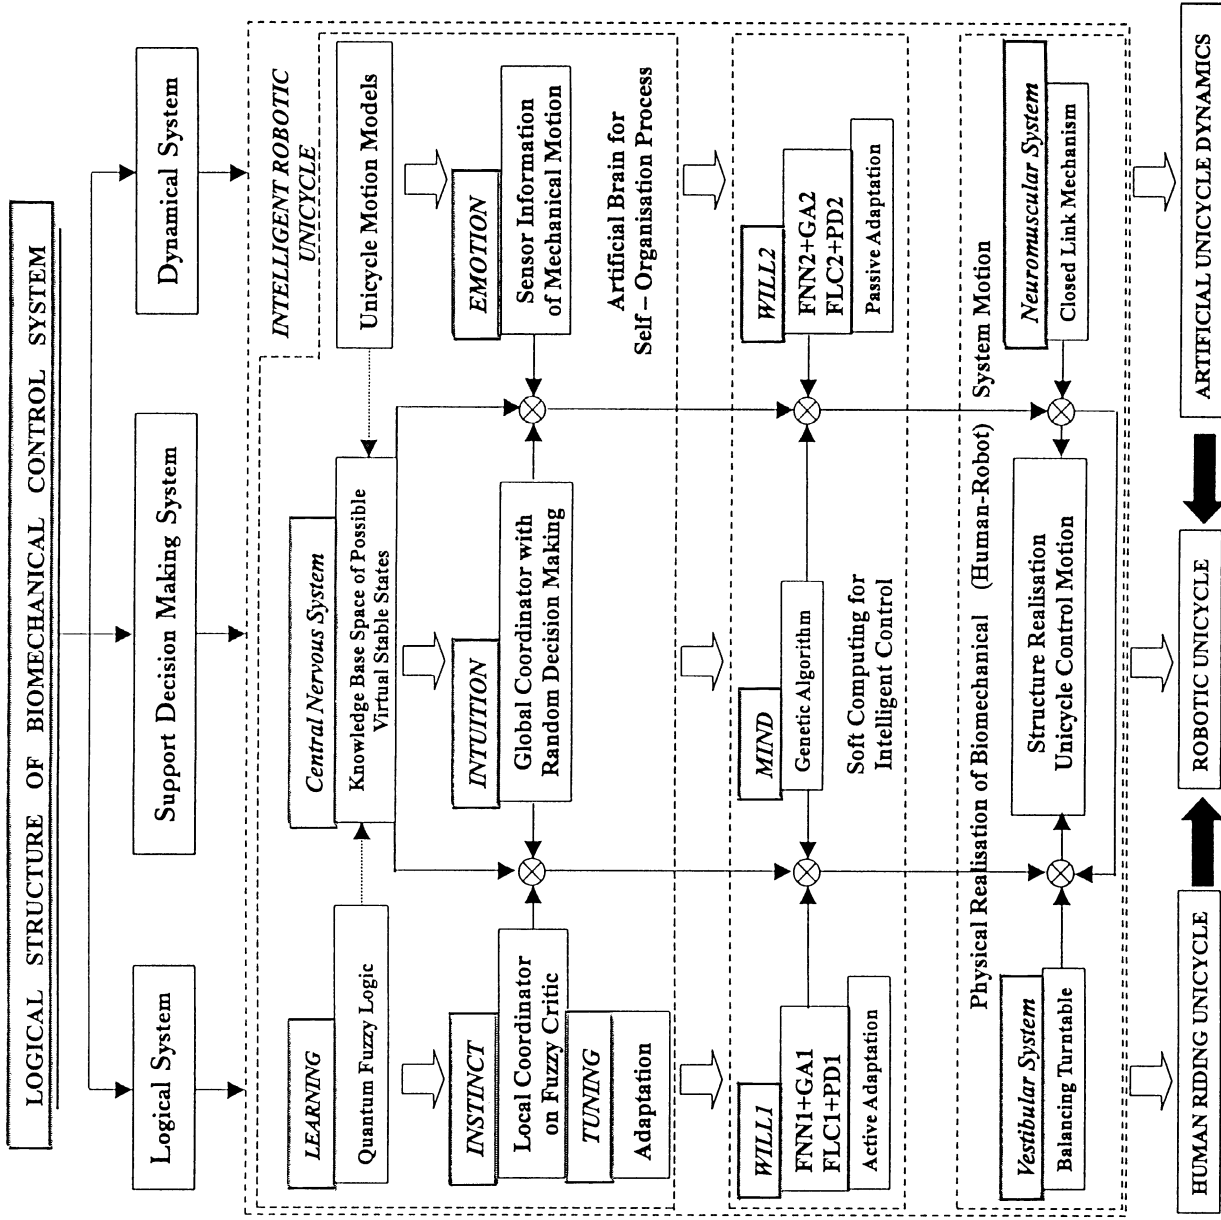 LOGICAL STRUCTURE OF BIOMECHANICAL CONTROL SYSTEM
Logical System
Support Decision Making System
Dynamical System
INTELLIGENT ROBOTIC
UNICYCLE
LEARNING
Quantum Fuzzy Logic
Central Nervous System
Knowledge Base Space of Possible
Virtual Stable States
Unicycle Motion Models
INSTINCT
Local Coordinator
on Fuzzy Critic
TUNING
Adaptation
INTUITION
Global Coordinator with
Random Decision Making
EMOTION
Sensor Information
of Mechanical Motion
Artificial Brain for
Self – Organisation Process
WILL1
FNN1+GA1
FLC1+PD1
Active Adaptation
MIND
Genetic Algorithm
WILL2
FNN2+GA2
FLC2+PD2
Passive Adaptation
Soft Computing for
Intelligent Control
Physical Realisation of Biomechanical (Human-Robot) System Motion
Vestibular System
Balancing Turntable
Structure Realisation
Unicycle Control Motion
Neuromuscular System
Closed Link Mechanism
HUMAN RIDING UNICYCLE
ROBOTIC UNICYCLE
ARTIFICIAL UNICYCLE DYNAMICS